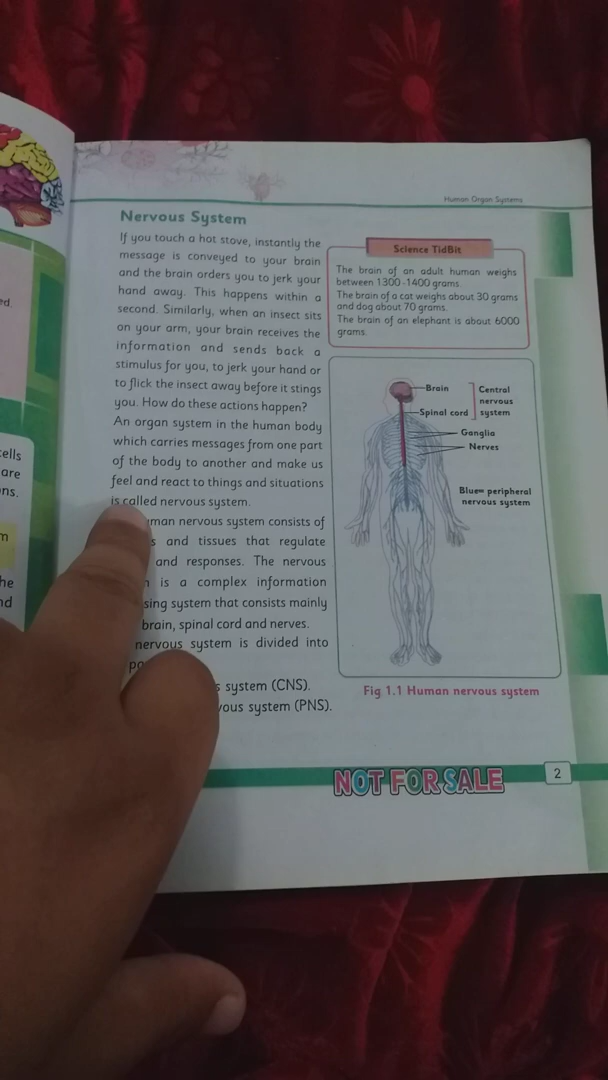 ed.
cells
are
ns.
m
he
nd
Human Organ Systems
Nervous System
If you touch a hot stove, instantly the
message is conveyed to your brain
and the brain orders you to jerk your
hand away. This happens within a
second. Similarly, when an insect sits
on your arm, your brain receives the
information and sends back a
stimulus for you, to jerk your hand or
to flick the insect away before it stings
you. How do these actions happen?
An organ system in the human body
which carries messages from one part
of the body to another and make us
feel and react to things and situations
is called nervous system.
man nervous system consists of
s and tissues that regulate
and responses. The nervous
is a complex information
sing system that consists mainly
brain, spinal cord and nerves.
nervous system is divided into
po
s system (CNS).
vous system (PNS).
Science TidBit
The brain of an adult human weighs
between 1300-1400 grams.
The brain of a cat weighs about 30 grams
and dog about 70 grams.
The brain of an elephant is about 6000
grams.
Brain
Spinal cord
Central
nervous
system
Ganglia
Nerves
Blue= peripheral
nervous system
Fig 1.1 Human nervous system
NOT FOR SALE
2